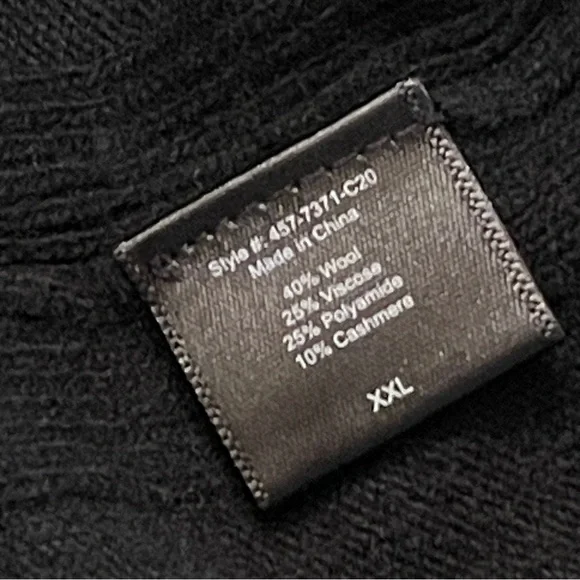 Style #: 457-7371-C20
Made in China
40% Wool
25% Viscose
25% Polyamide
10% Cashmere
XXL